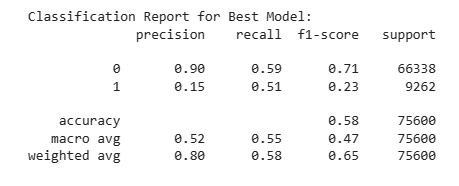 Classification Report for Best Model:
precision recall f1-score support
0 0.90 0.59 0.71 66338
1 0.15 0.51 0.23 9262
accuracy 0.58 75600
macro avg 0.52 0.55 0.47 75600
weighted avg 0.80 0.58 0.65 75600